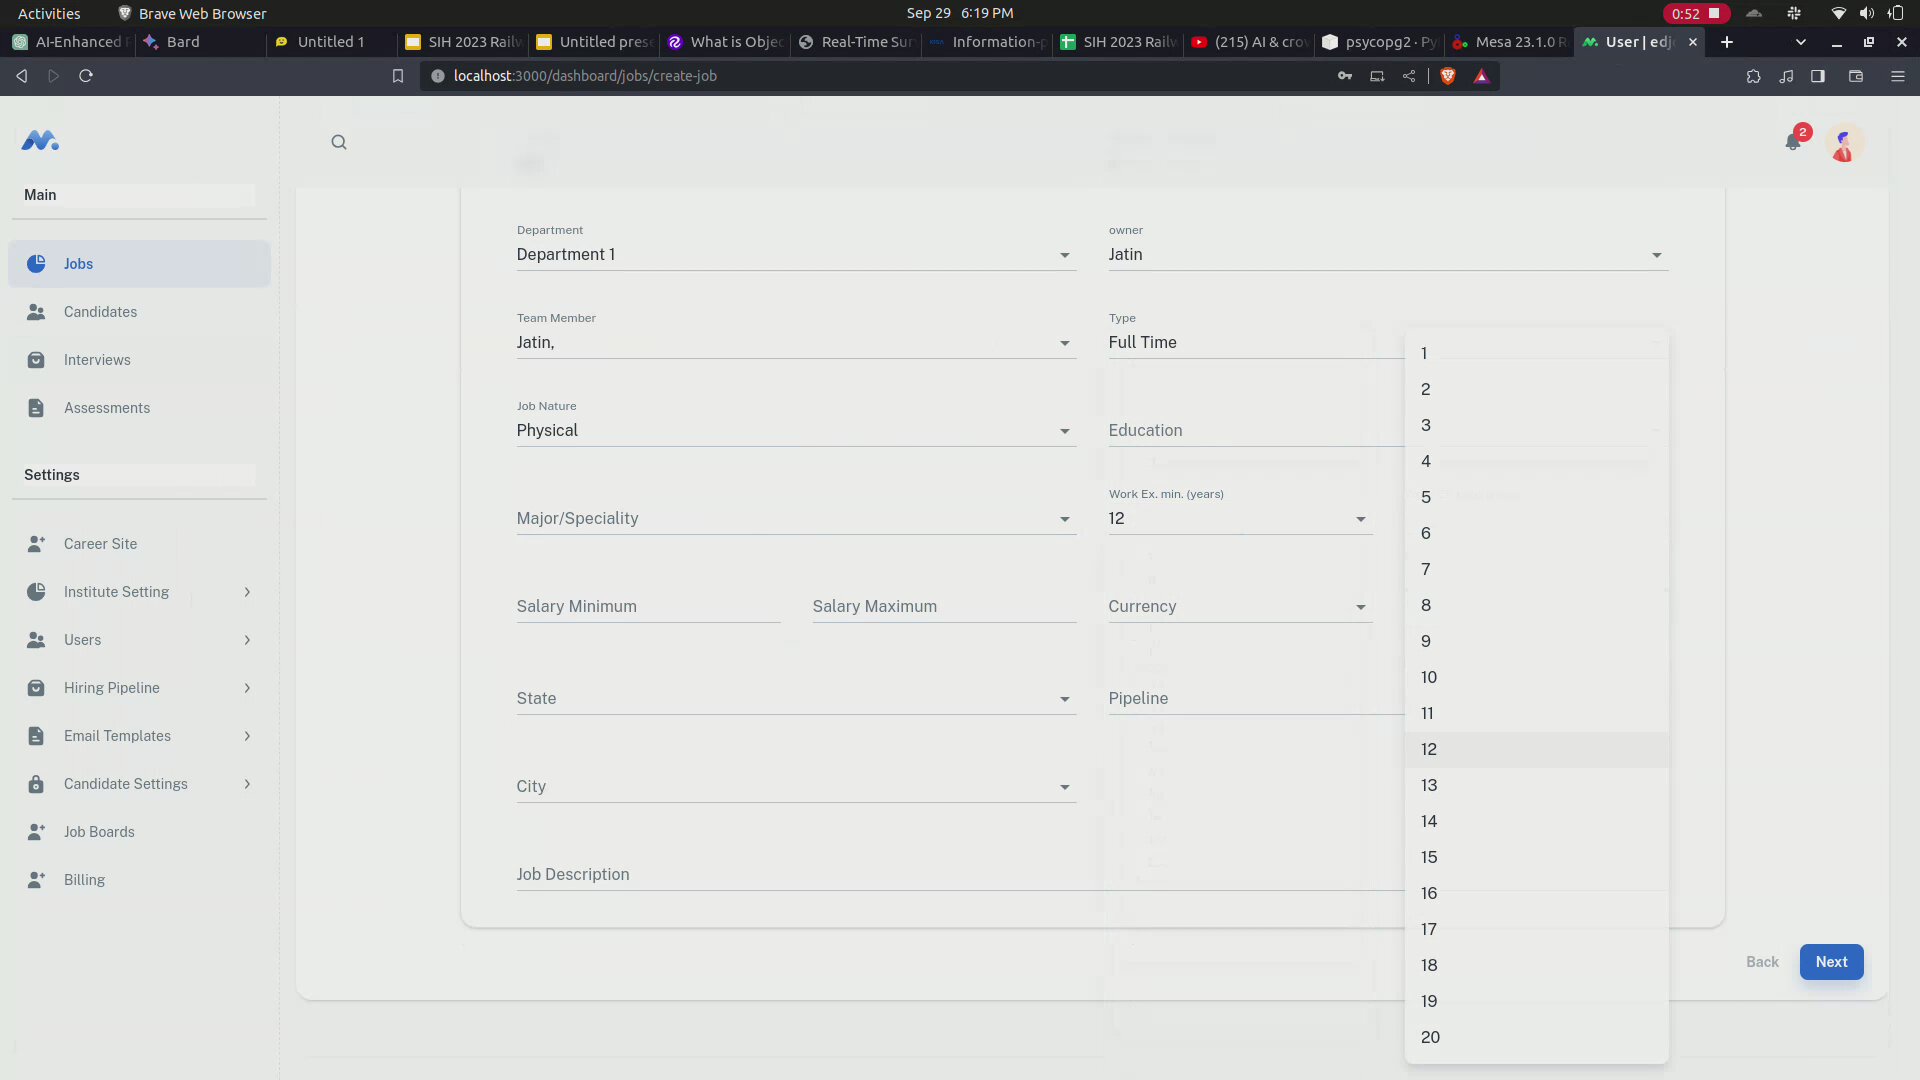 Activities
Brave Web Browser
Sep 29 6:19 PM
0:52
AI-Enhanced
Bard
Untitled 1
SIH 2023 Railw
Untitled prese
What is Objec
Real-Time Sur
Information-p
SIH 2023 Railw
(215) AI & crow
psycopg2 · Py
Mesa 23.1.0 R
User | edj
localhost:3000/dashboard/jobs/create-job
2
Main
Jobs
Candidates
Interviews
Assessments
Settings
Career Site
Institute Setting
Users
Hiring Pipeline
Email Templates
Candidate Settings
Job Boards
Billing
Department
Department 1
owner
Jatin
Team Member
Jatin,
Type
Full Time
Job Nature
Physical
Education
Major/Speciality
Work Ex. min. (years)
12
Salary Minimum
Salary Maximum
Currency
State
Pipeline
City
Job Description
1
2
3
4
5
6
7
8
9
10
11
12
13
14
15
16
17
18
19
20
Back
Next